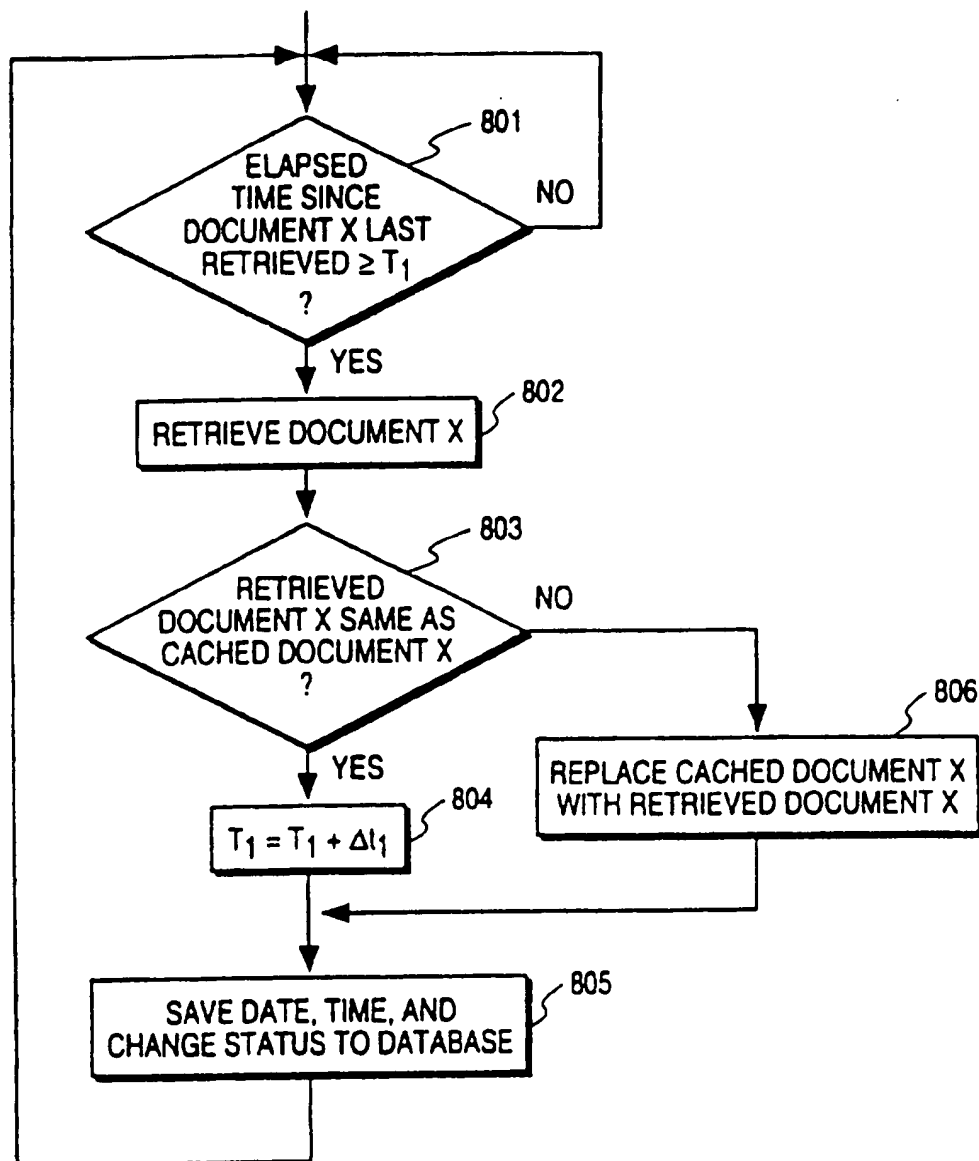 801
ELAPSED
TIME SINCE
DOCUMENT X LAST
RETRIEVED ≥ T₁
?
NO
YES
802
RETRIEVE DOCUMENT X
803
RETRIEVED
DOCUMENT X SAME AS
CACHED DOCUMENT X
?
NO
YES
806
REPLACE CACHED DOCUMENT X
WITH RETRIEVED DOCUMENT X
804
T₁ = T₁ + Δt₁
805
SAVE DATE, TIME, AND
CHANGE STATUS TO DATABASE